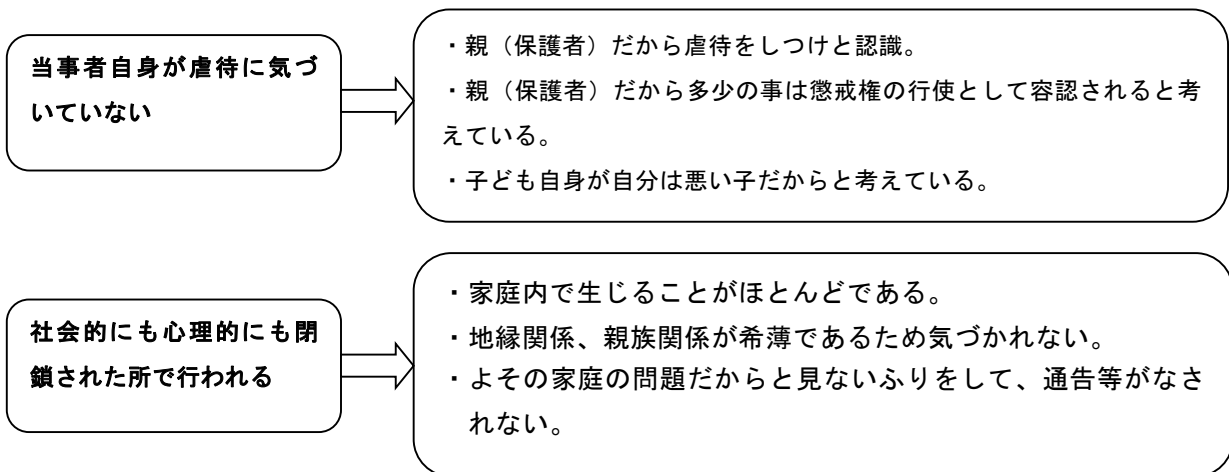 当事者自身が虐待に気づ
いていない
・親（保護者）だから虐待をしつけと認識。
・親（保護者）だから多少の事は懲戒権の行使として容認されると考
えている。
・子ども自身が自分は悪い子だからと考えている。
社会的にも心理的にも閉
鎖された所で行われる
・家庭内で生じることがほとんどである。
・地縁関係、親族関係が希薄であるため気づかれない。
・よその家庭の問題だからと見ないふりをして、通告等がなさ
れない。